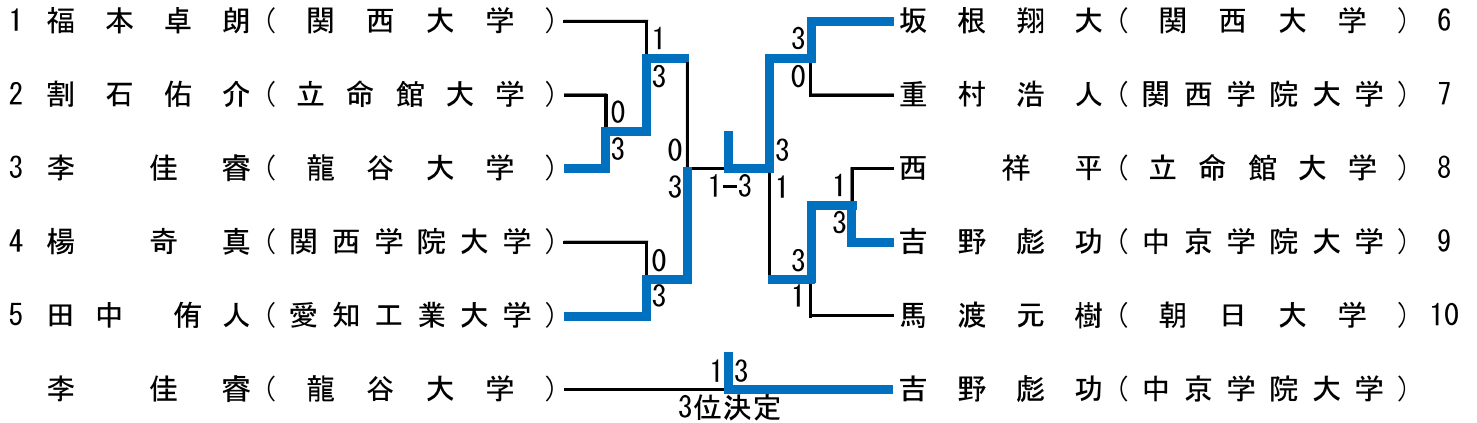 1 福本卓朗(関西大学) 坂根翔大(関西大学) 6
1 3
3 0
2 割石佑介(立命館大学) 重村浩人(関西学院大学) 7
0
3
3 李佳睿(龍谷大学) 西祥平(立命館大学) 8
0 3
3 1-3 1 1
3
4 楊奇真(関西学院大学) 吉野彪功(中京学院大学) 9
0 3
3 1
5 田中侑人(愛知工業大学) 馬渡元樹(朝日大学) 10
1 3
李佳睿(龍谷大学) 吉野彪功(中京学院大学)
3位決定